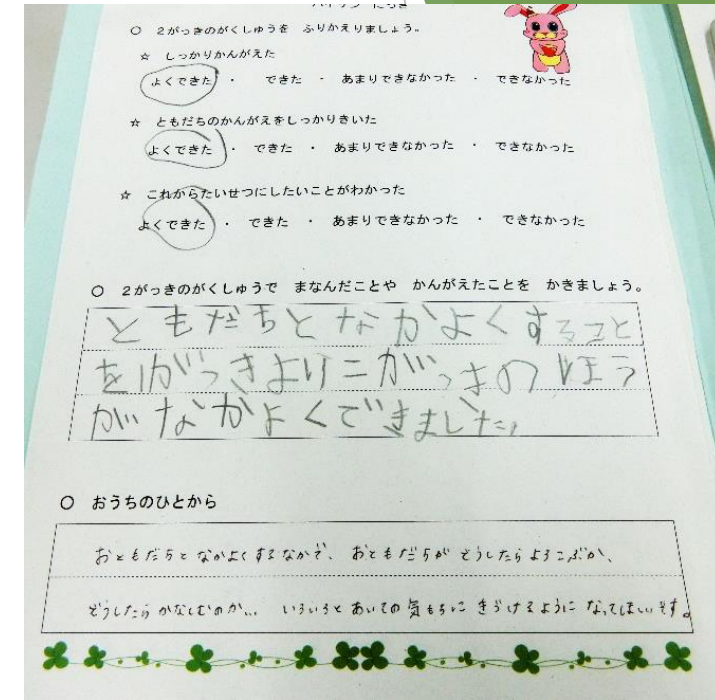 ○ 2がっきのがくしゅうを ふりかえりましょう。
☆ しっかりかんがえた
よくできた ・ できた ・ あまりできなかった ・ できなかった
☆ ともだちのかんがえをしっかりきいた
よくできた ・ できた ・ あまりできなかった ・ できなかった
☆ これからたいせつにしたいことがわかった
よくできた ・ できた ・ あまりできなかった ・ できなかった
○ 2がっきのがくしゅうで まなんだことや かんがえたことを かきましょう。
ともだちとなかよくすること
を1がっきより二がっきのほう
がなかよくできました。
○ おうちのひとから
おともだちとなかよくするなかで、おともだちが どうしたらよろこぶか、
どうしたら かなしむのか… いろいろと あいての気もちに きづけるように なってほしいです。